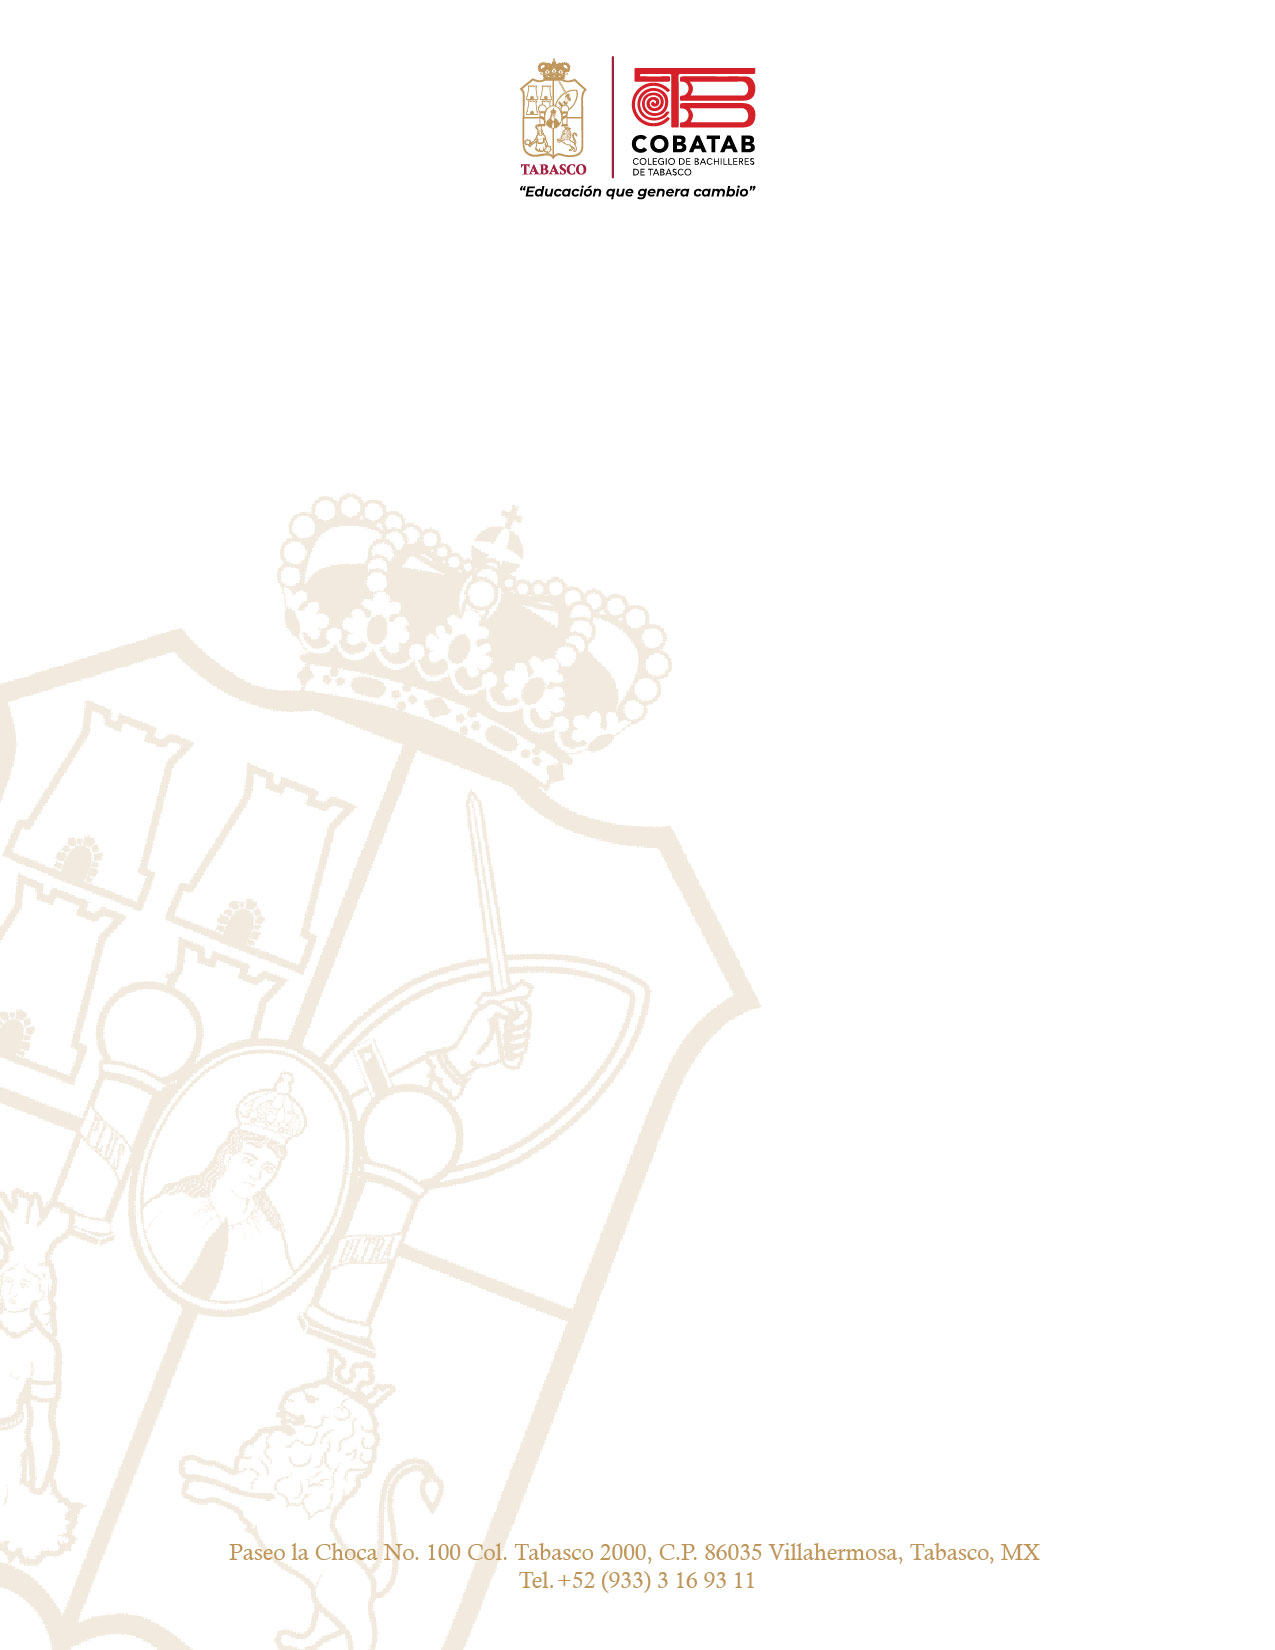 TABASCO
COBATAB
COLEGIO DE BACHILLERES
DE TABASCO
“Educación que genera cambio”
Paseo la Choca No. 100 Col. Tabasco 2000, C.P. 86035 Villahermosa, Tabasco, MX
Tel.+52 (933) 3 16 93 11